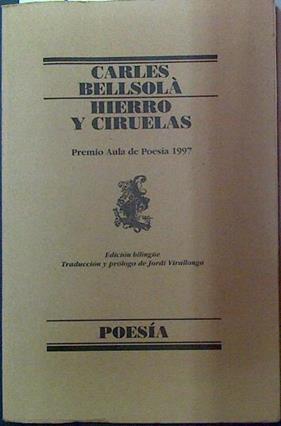 CARLES
BELLSOLÀ
HIERRO
Y CIRUELAS
Premio Aula de Poesía 1997
Edición bilingüe
Traducción y prólogo de Jordi Virallonga
POESÍA